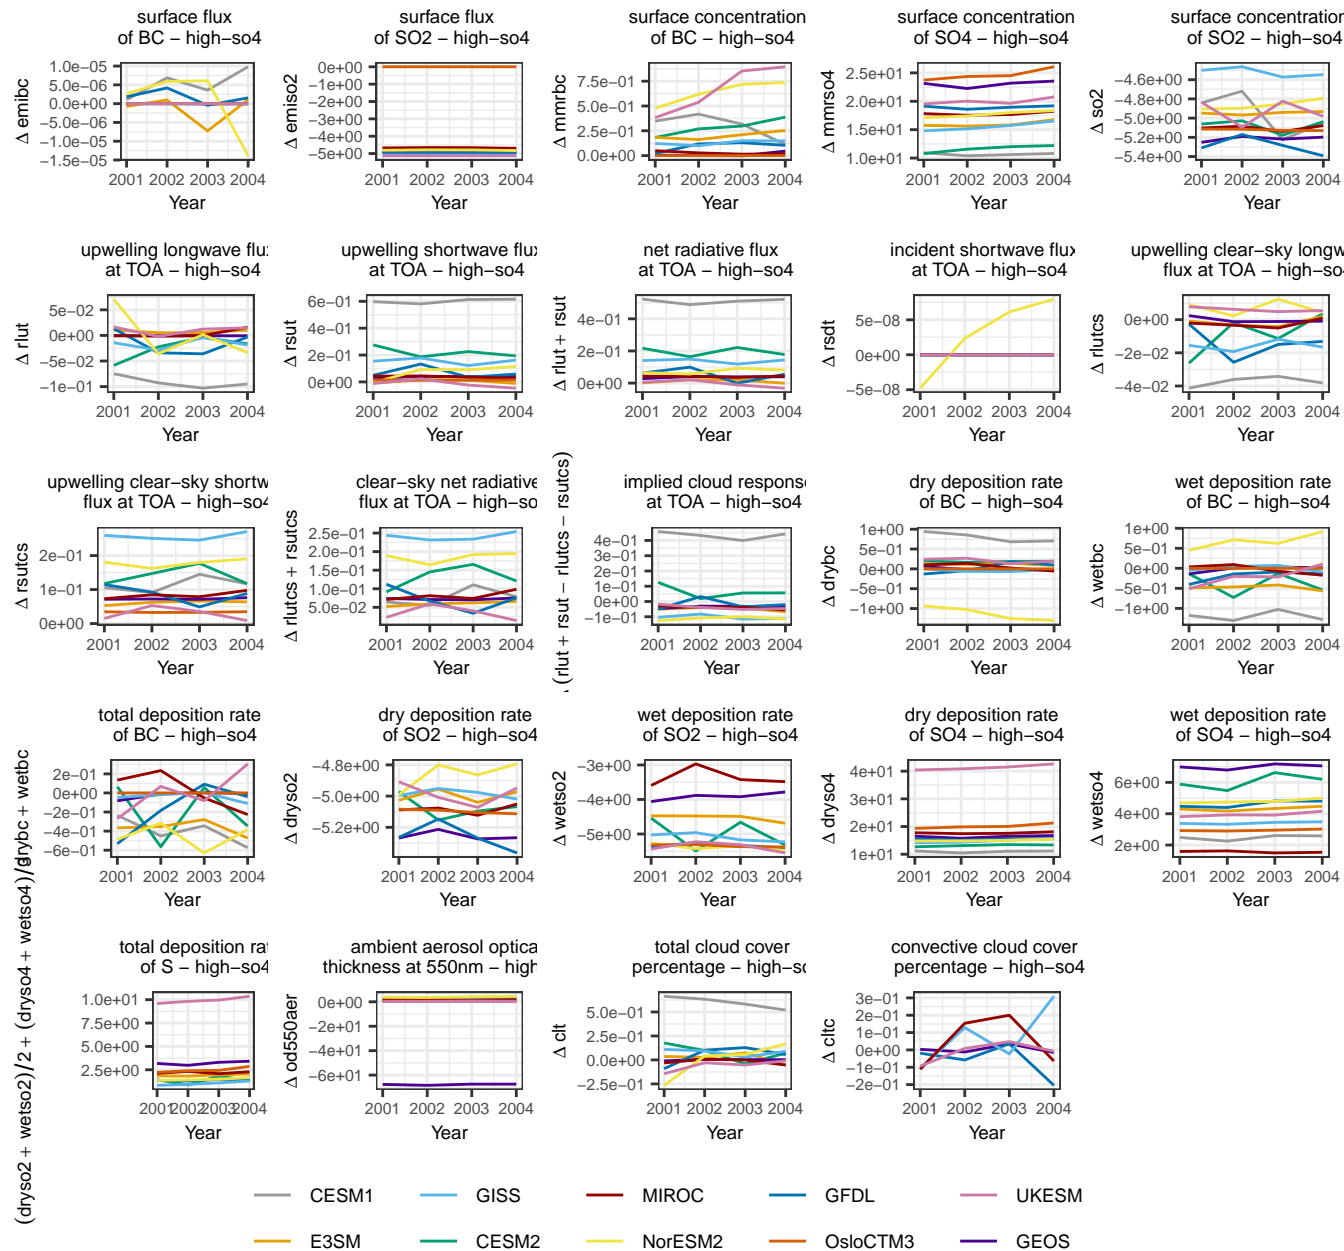 surface flux
of BC − high−so4
Δ emibc
1.0e−05
5.0e−06
0.0e+00
−5.0e−06
−1.0e−05
−1.5e−05
2001 2002 2003 2004
Year
surface flux
of SO2 − high−so4
Δ emiso2
0e+00
−1e+00
−2e+00
−3e+00
−4e+00
−5e+00
2001 2002 2003 2004
Year
surface concentration
of BC − high−so4
Δ mmrbc
7.5e−01
5.0e−01
2.5e−01
0.0e+00
2001 2002 2003 2004
Year
surface concentration
of SO4 − high−so4
Δ mmrso4
2.5e+01
2.0e+01
1.5e+01
1.0e+01
2001 2002 2003 2004
Year
surface concentration
of SO2 − high−so4
Δ so2
−4.6e+00
−4.8e+00
−5.0e+00
−5.2e+00
−5.4e+00
2001 2002 2003 2004
Year
upwelling longwave flux
at TOA − high−so4
Δ rlut
5e−02
0e+00
−5e−02
−1e−01
2001 2002 2003 2004
Year
upwelling shortwave flux
at TOA − high−so4
Δ rsut
6e−01
4e−01
2e−01
0e+00
2001 2002 2003 2004
Year
net radiative flux
at TOA − high−so4
Δ rlut + rsut
4e−01
2e−01
0e+00
2001 2002 2003 2004
Year
incident shortwave flux
at TOA − high−so4
Δ rsdt
5e−08
0e+00
−5e−08
2001 2002 2003 2004
Year
upwelling clear−sky longw
flux at TOA − high−so4
Δ rlutcs
0e+00
−2e−02
−4e−02
2001 2002 2003 2004
Year
upwelling clear−sky shortw
flux at TOA − high−so4
Δ rsutcs
2e−01
1e−01
0e+00
2001 2002 2003 2004
Year
clear−sky net radiative
flux at TOA − high−so
Δ rlutcs + rsutcs
2.5e−01
2.0e−01
1.5e−01
1.0e−01
5.0e−02
2001 2002 2003 2004
Year
implied cloud response
at TOA − high−so4
(rlut + rsut − rlutcs − rsutcs)
4e−01
3e−01
2e−01
1e−01
0e+00
−1e−01
2001 2002 2003 2004
Year
dry deposition rate
of BC − high−so4
Δ drybc
1e+00
5e−01
0e+00
−5e−01
−1e+00
2001 2002 2003 2004
Year
wet deposition rate
of BC − high−so4
Δ wetbc
5e−01
0e+00
−5e−01
−1e+00
2001 2002 2003 2004
Year
total deposition rate
of BC − high−so4
drybc + wetbc
2e−01
0e+00
−2e−01
−4e−01
−6e−01
2001 2002 2003 2004
Year
dry deposition rate
of SO2 − high−so4
Δ dryso2
−4.8e+00
−5.0e+00
−5.2e+00
2001 2002 2003 2004
Year
wet deposition rate
of SO2 − high−so4
Δ wetso2
−3e+00
−4e+00
−5e+00
2001 2002 2003 2004
Year
dry deposition rate
of SO4 − high−so4
Δ dryso4
4e+01
3e+01
2e+01
1e+01
2001 2002 2003 2004
Year
wet deposition rate
of SO4 − high−so4
Δ wetso4
6e+00
4e+00
2e+00
2001 2002 2003 2004
Year
total deposition rat
of S − high−so4
(dryso2 + wetso2)/2 + (dryso4 + wetso4)/3
1.0e+01
7.5e+00
5.0e+00
2.5e+00
2001 2002 2003 2004
Year
ambient aerosol optica
thickness at 550nm − high
Δ od550aer
0e+00
−2e+01
−4e+01
−6e+01
2001 2002 2003 2004
Year
total cloud cover
percentage − high−so
Δ clt
5.0e−01
2.5e−01
0.0e+00
−2.5e−01
2001 2002 2003 2004
Year
convective cloud cover
percentage − high−so4
Δ cltc
3e−01
2e−01
1e−01
0e+00
−1e−01
−2e−01
2001 2002 2003 2004
Year
CESM1 GISS MIROC GFDL UKESM
E3SM CESM2 NorESM2 OsloCTM3 GEOS